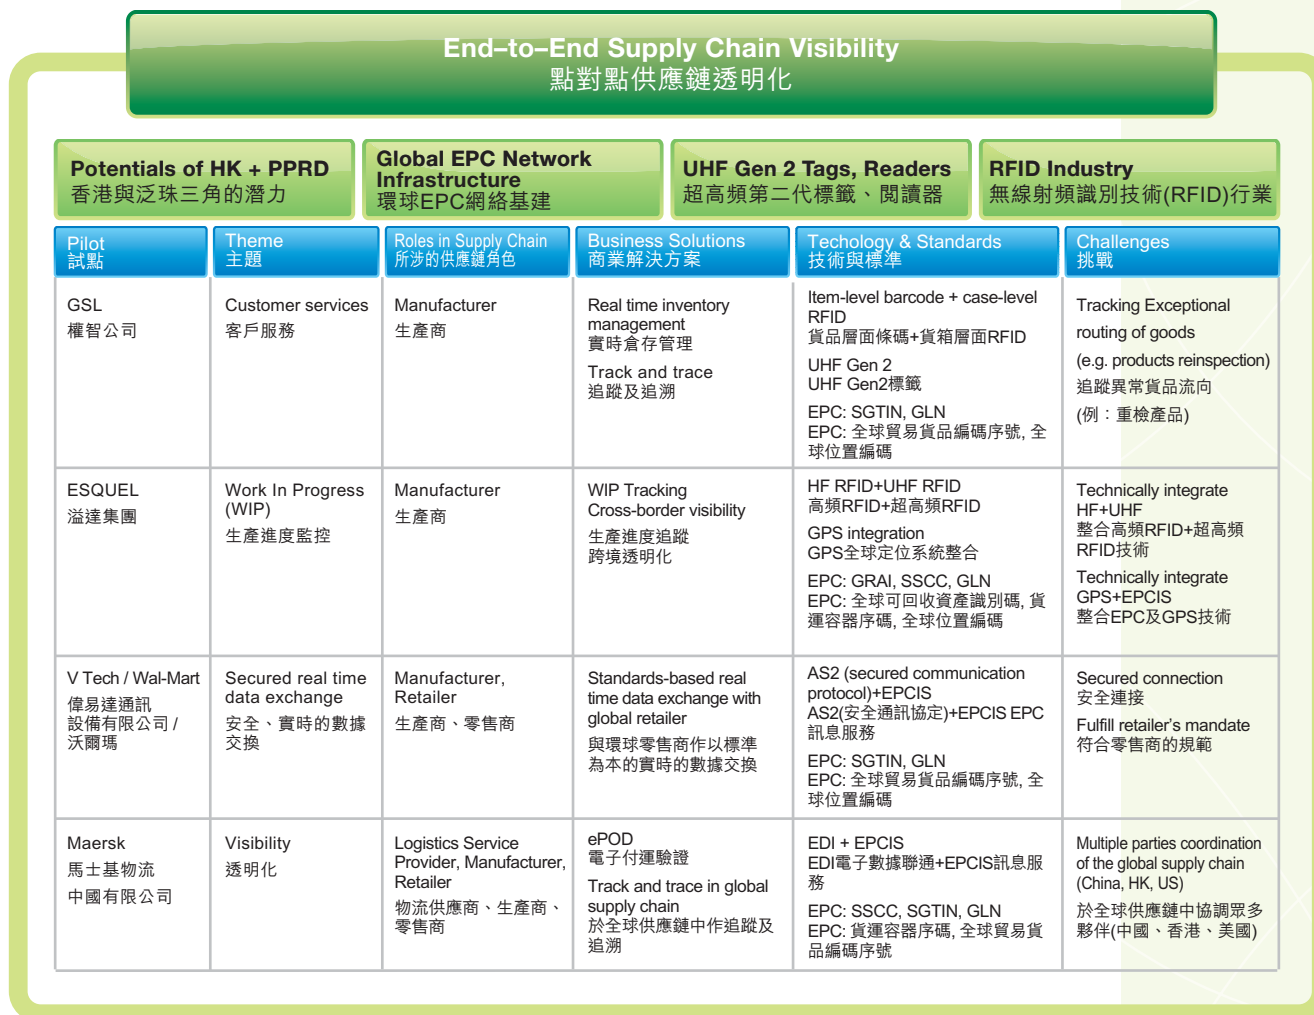 End–to–End Supply Chain Visibility
點對點供應鏈透明化
Potentials of HK + PPRD
香港與泛珠三角的潛力
Global EPC Network
Infrastructure
環球EPC網絡基建
UHF Gen 2 Tags, Readers
超高頻第二代標籤、閱讀器
RFID Industry
無線射頻識別技術(RFID)行業
Pilot
試點
Theme
主題
Roles in Supply Chain
所涉的供應鏈角色
Business Solutions
商業解決方案
Techology & Standards
技術與標準
Challenges
挑戰
GSL
權智公司
Customer services
客戶服務
Manufacturer
生產商
Real time inventory
management
實時倉存管理
Track and trace
追蹤及追溯
Item-level barcode + case-level
RFID
貨品層面條碼+貨箱層面RFID
UHF Gen 2
UHF Gen2標籤
EPC: SGTIN, GLN
EPC: 全球貿易貨品編碼序號, 全
球位置編碼
Tracking Exceptional
routing of goods
(e.g. products reinspection)
追蹤異常貨品流向
(例：重檢產品)
ESQUEL
溢達集團
Work In Progress
(WIP)
生產進度監控
Manufacturer
生產商
WIP Tracking
Cross-border visibility
生產進度追蹤
跨境透明化
HF RFID+UHF RFID
高頻RFID+超高頻RFID
GPS integration
GPS全球定位系統整合
EPC: GRAI, SSCC, GLN
EPC: 全球可回收資產識別碼, 貨
運容器序碼, 全球位置編碼
Technically integrate
HF+UHF
整合高頻RFID+超高頻
RFID技術
Technically integrate
GPS+EPCIS
整合EPC及GPS技術
V Tech / Wal-Mart
偉易達通訊
設備有限公司 /
沃爾瑪
Secured real time
data exchange
安全、實時的數據
交換
Manufacturer,
Retailer
生產商、零售商
Standards-based real
time data exchange with
global retailer
與環球零售商作以標準
為本的實時的數據交換
AS2 (secured communication
protocol)+EPCIS
AS2(安全通訊協定)+EPCIS EPC
訊息服務
EPC: SGTIN, GLN
EPC: 全球貿易貨品編碼序號, 全
球位置編碼
Secured connection
安全連接
Fulfill retailer’s mandate
符合零售商的規範
Maersk
馬士基物流
中國有限公司
Visibility
透明化
Logistics Service
Provider, Manufacturer,
Retailer
物流供應商、生產商、
零售商
ePOD
電子付運驗證
Track and trace in global
supply chain
於全球供應鏈中作追蹤及
追溯
EDI + EPCIS
EDI電子數據聯通+EPCIS訊息服
務
EPC: SSCC, SGTIN, GLN
EPC: 貨運容器序碼, 全球貿易貨
品編碼序號
Multiple parties coordination
of the global supply chain
(China, HK, US)
於全球供應鏈中協調眾多
夥伴(中國、香港、美國)